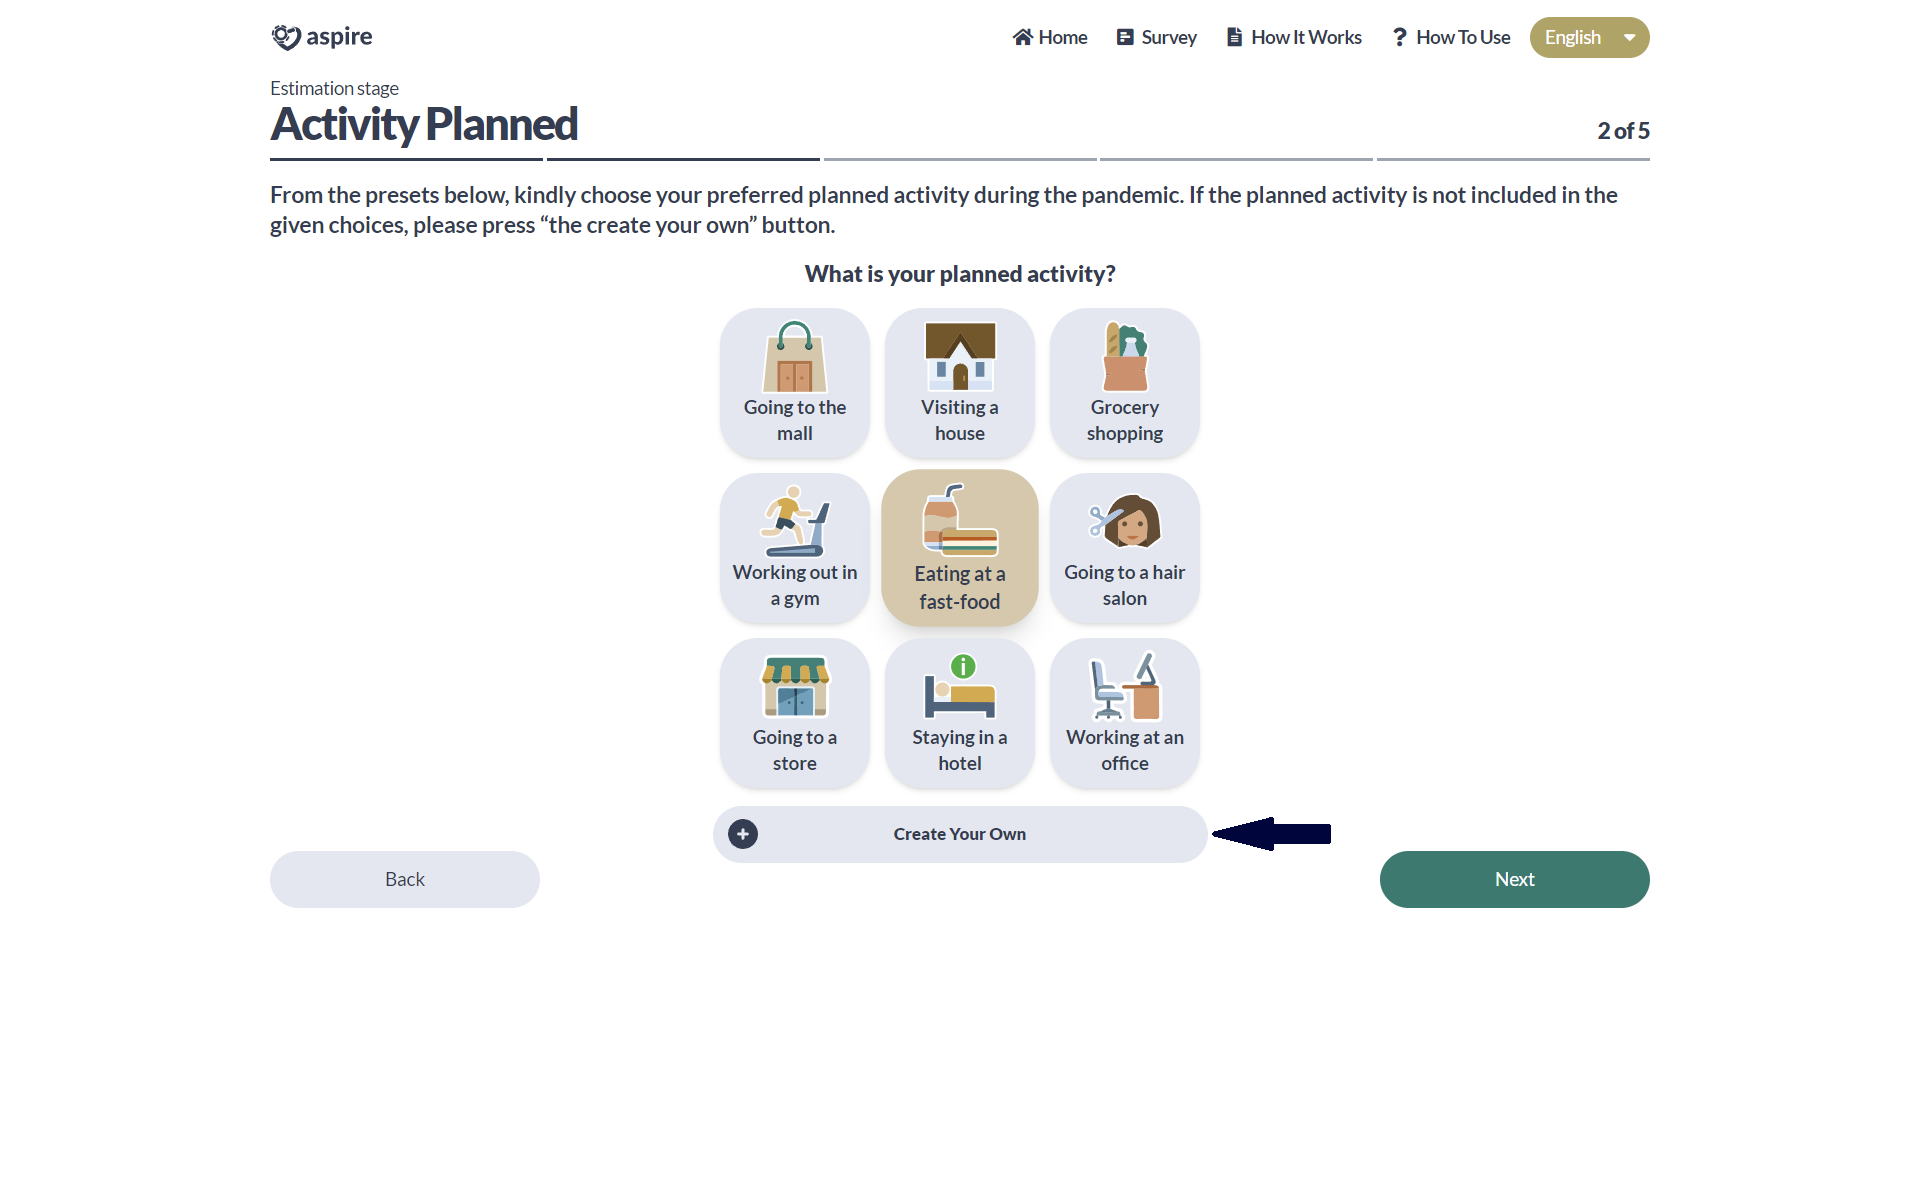 aspire
Home
Survey
How It Works
? How To Use
English
Estimation stage
Activity Planned
2 of 5
From the presets below, kindly choose your preferred planned activity during the pandemic. If the planned activity is not included in the
given choices, please press “the create your own” button.
What is your planned activity?
Going to the
mall
Visiting a
house
Grocery
shopping
Working out in
a gym
Eating at a
fast-food
Going to a hair
salon
i
Going to a
store
Staying in a
hotel
Working at an
office
+ Create Your Own
Back
Next